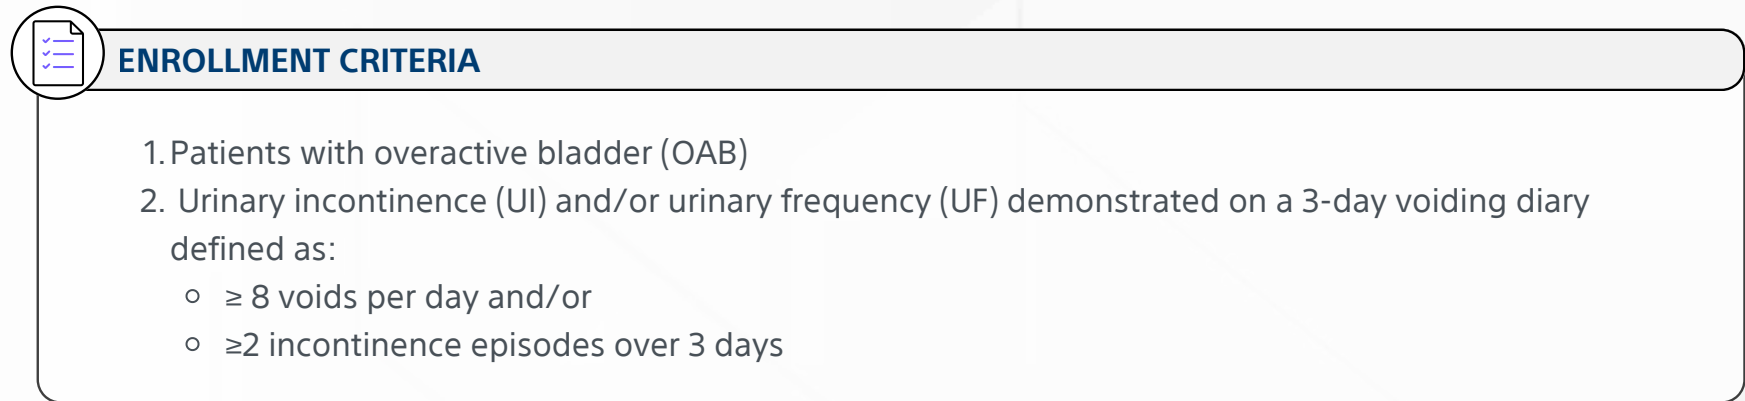 ENROLLMENT CRITERIA
1. Patients with overactive bladder (OAB)
2. Urinary incontinence (UI) and/or urinary frequency (UF) demonstrated on a 3-day voiding diary
defined as:
○ ≥ 8 voids per day and/or
○ ≥2 incontinence episodes over 3 days